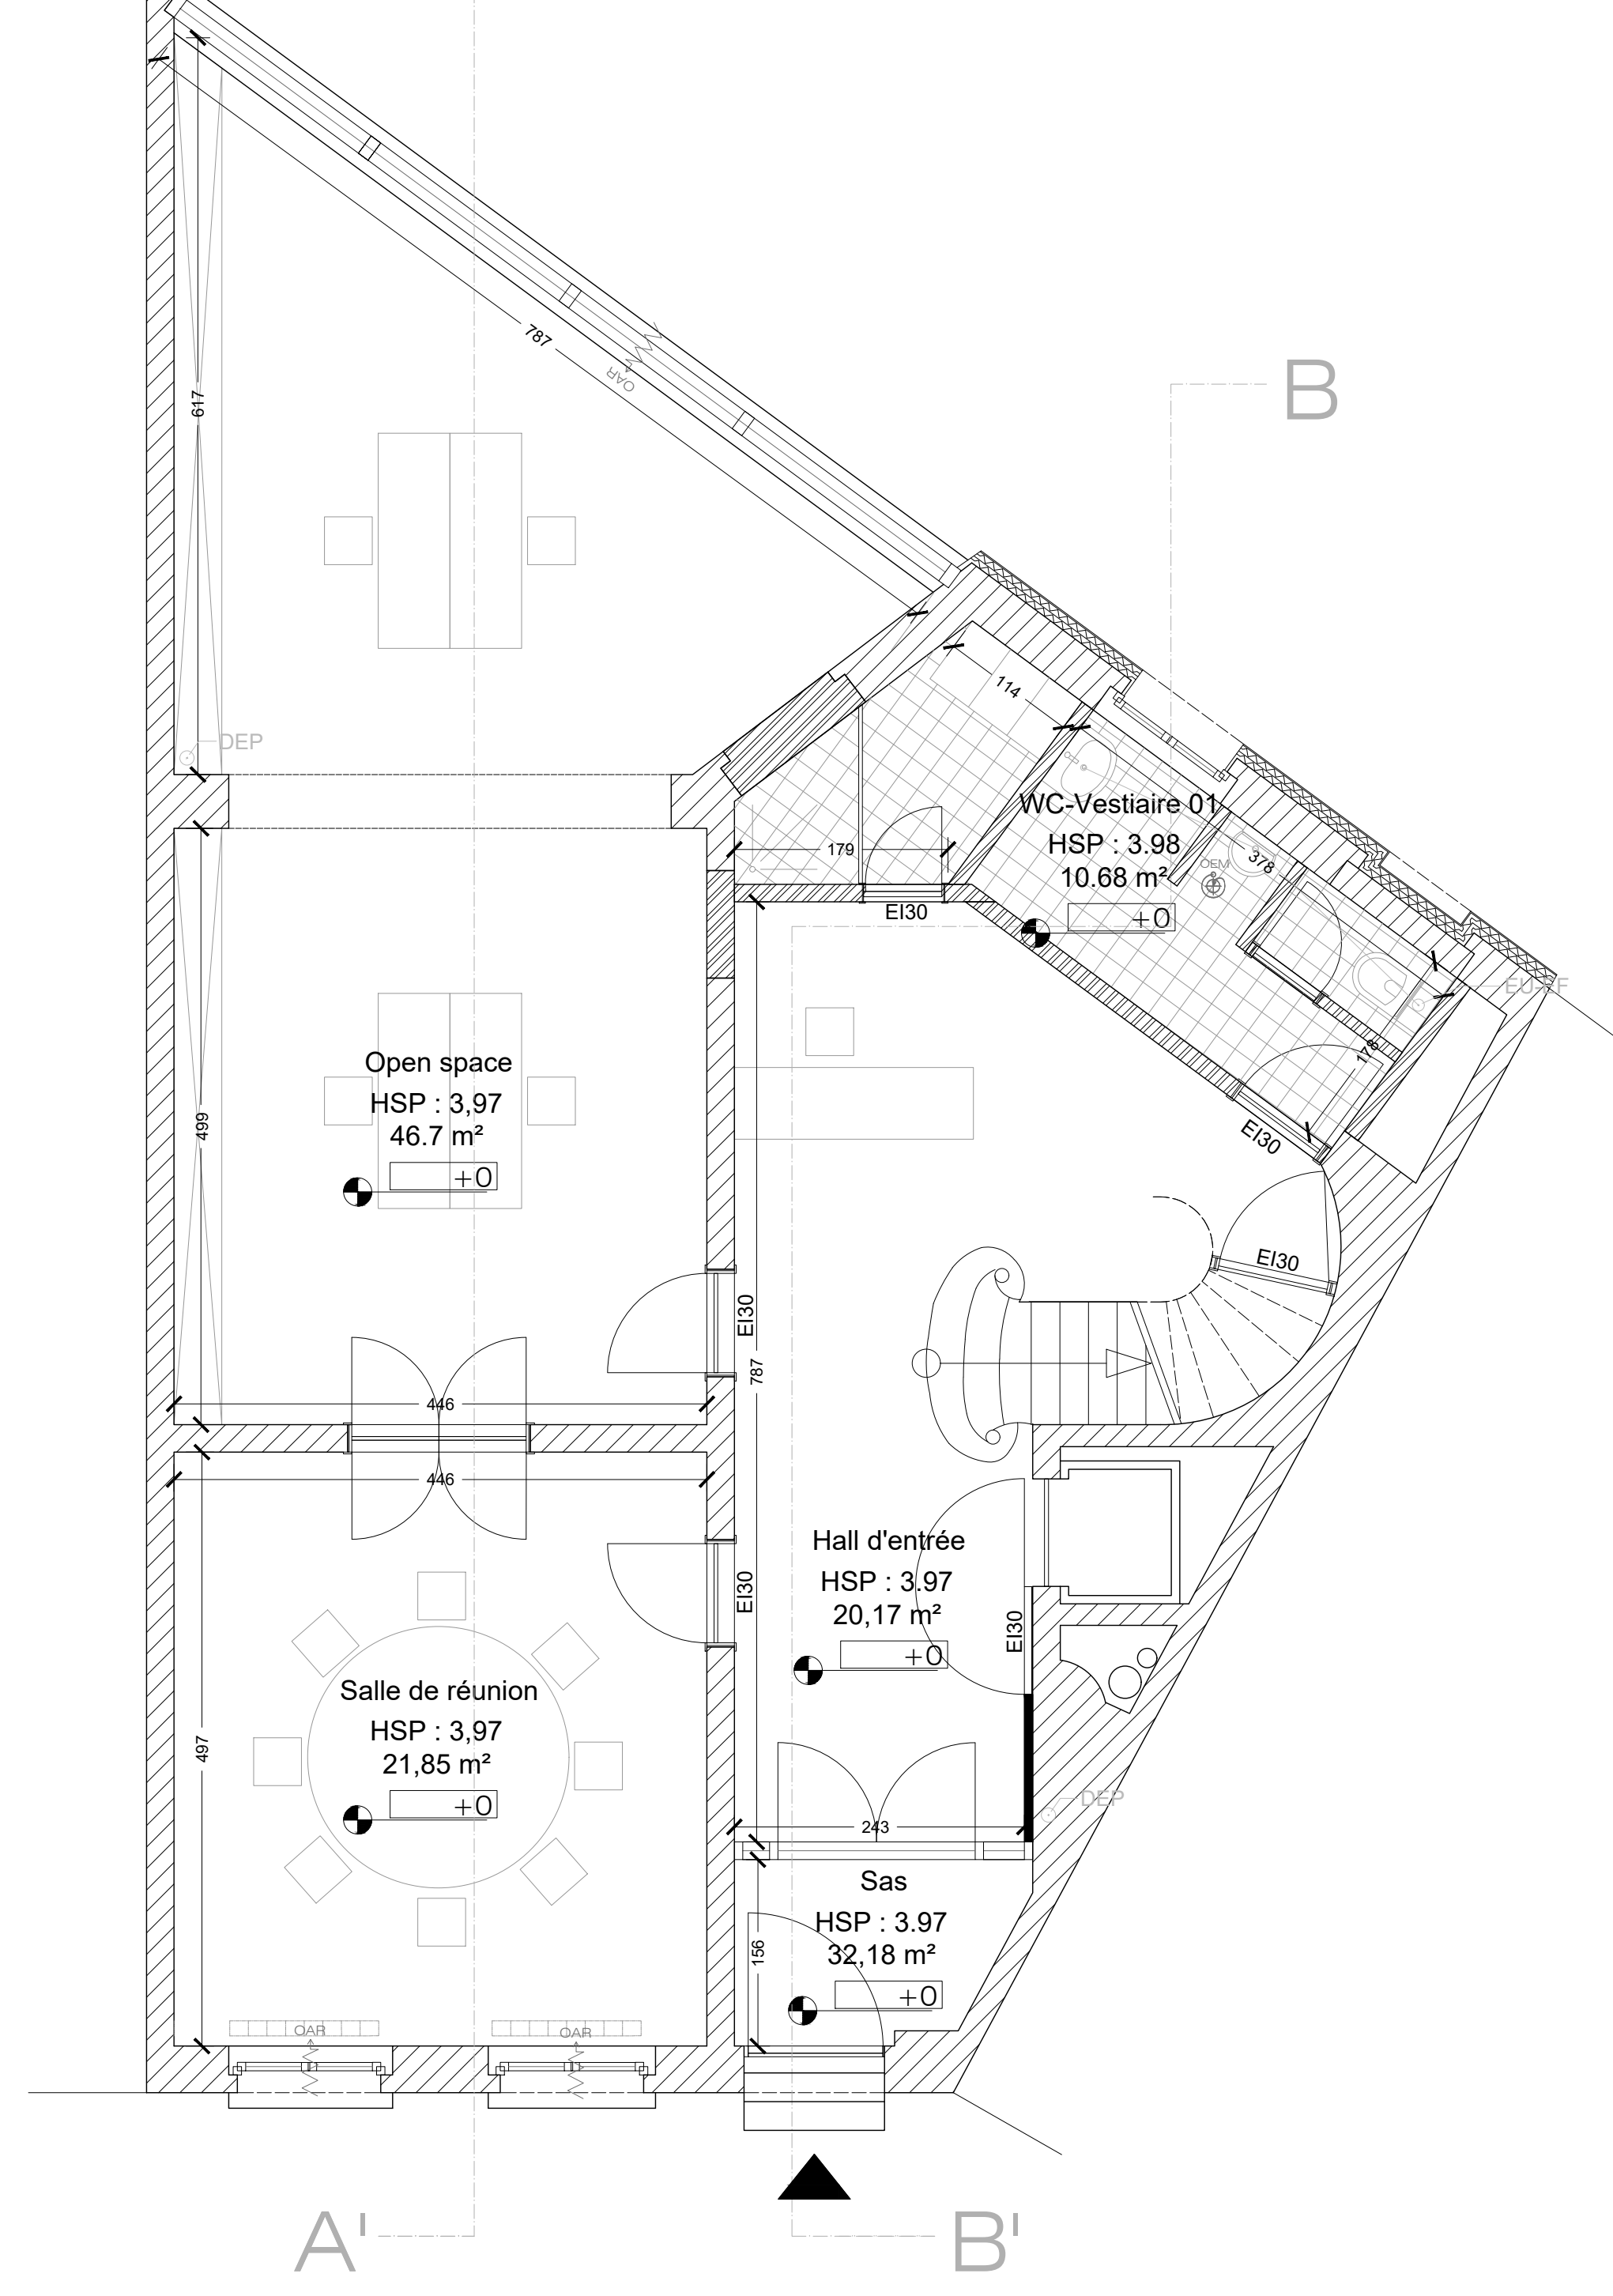 787
OAR
617
B
114
DEP
WC-Vestiaire 01
HSP : 3.98
10.68 m²
+0
179
OEM
378
EI30
EU-EF
178
EI30
Open space
HSP : 3,97
46.7 m²
+0
499
EI30
EI30
787
446
446
Hall d'entrée
HSP : 3.97
20,17 m²
+0
EI30
EI30
Salle de réunion
HSP : 3,97
21,85 m²
+0
497
DEP
243
Sas
HSP : 3.97
32,18 m²
+0
156
OAR
OAR
A'
B'